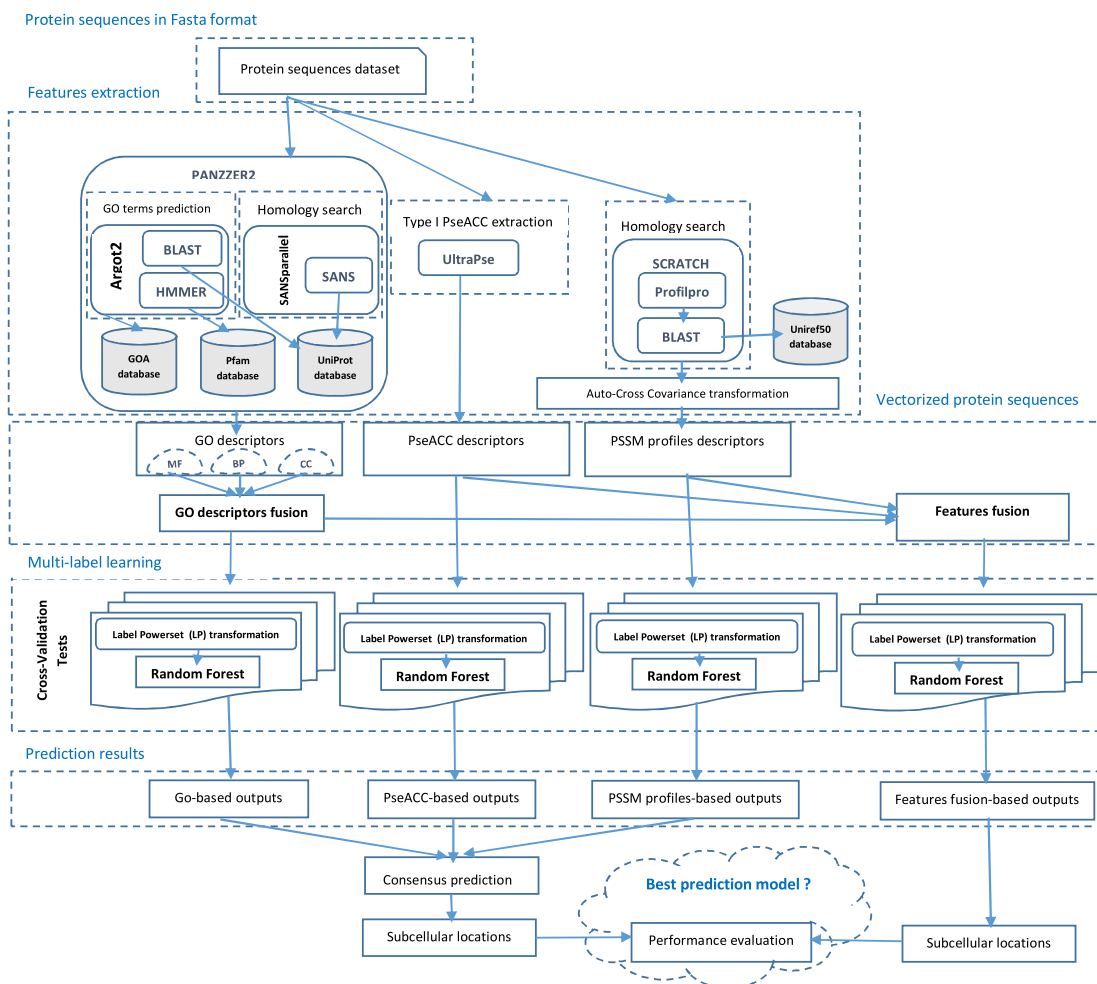 Protein sequences in Fasta format
Protein sequences dataset
Features extraction
PANZZER2
GO terms prediction
Argot2
BLAST
HMMER
Homology search
SANSparallel
SANS
GOA
database
Pfam
database
UniProt
database
Type I PseACC extraction
UltraPse
Homology search
SCRATCH
Profilpro
BLAST
Uniref50
database
Auto-Cross Covariance transformation
Vectorized protein sequences
GO descriptors
MF
BP
CC
PseACC descriptors
PSSM profiles descriptors
GO descriptors fusion
Features fusion
Multi-label learning
Cross-Validation
Tests
Label Powerset (LP) transformation
Random Forest
Label Powerset (LP) transformation
Random Forest
Label Powerset (LP) transformation
Random Forest
Label Powerset (LP) transformation
Random Forest
Prediction results
Go-based outputs
PseACC-based outputs
PSSM profiles-based outputs
Features fusion-based outputs
Consensus prediction
Best prediction model ?
Subcellular locations
Performance evaluation
Subcellular locations